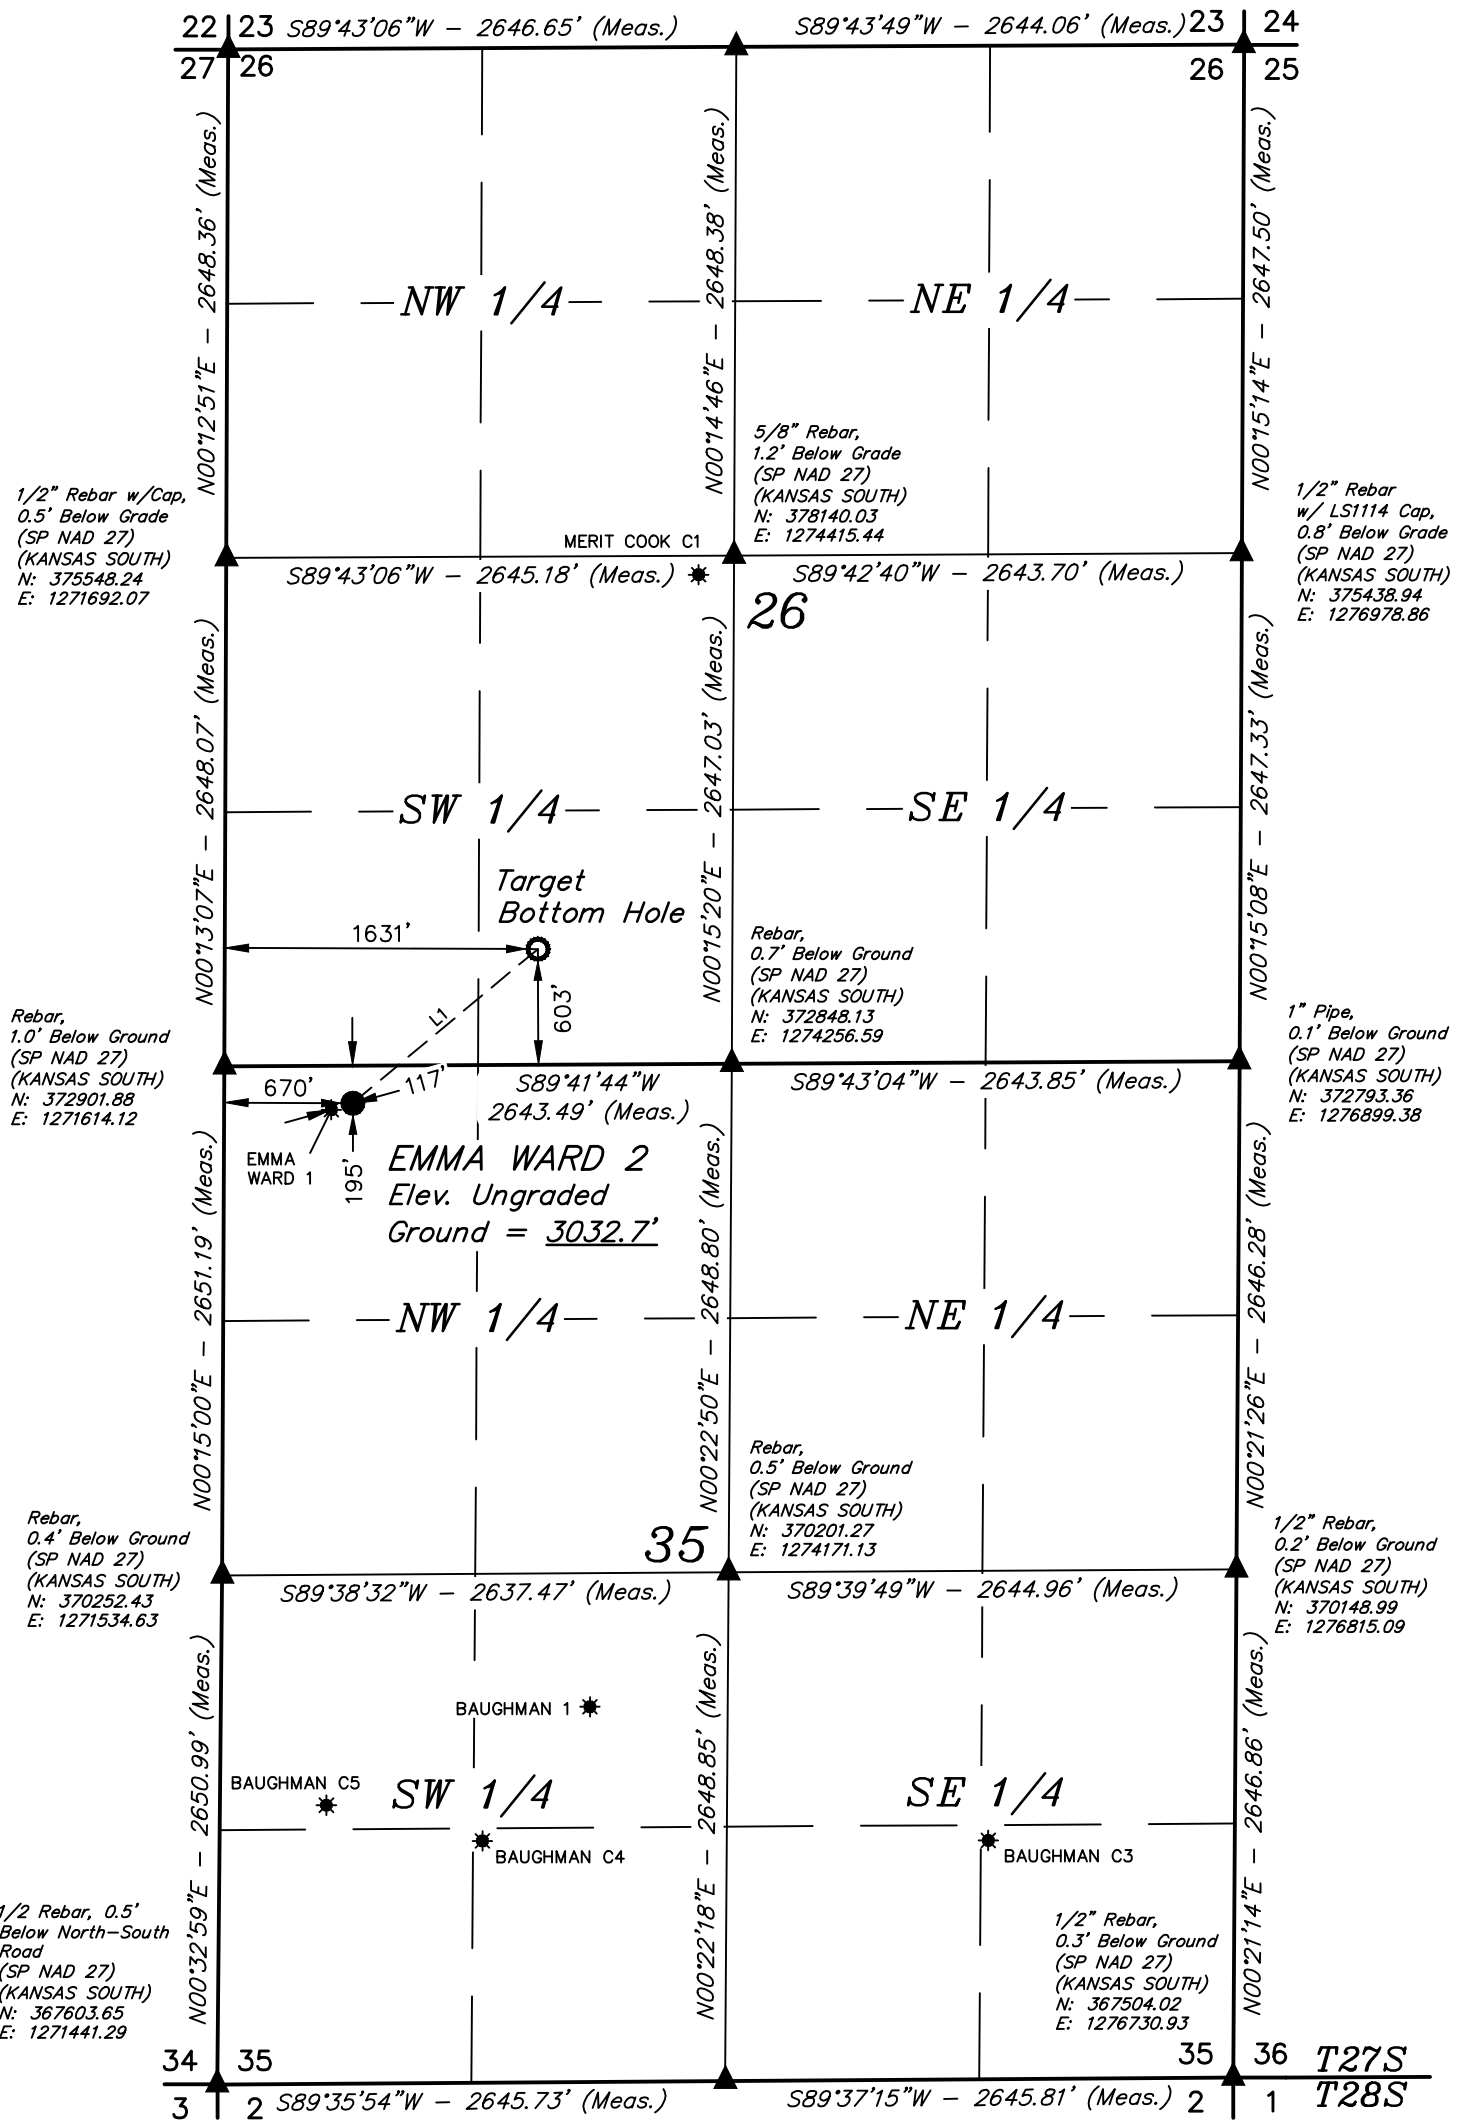 22 23 S89°43'06"W - 2646.65' (Meas.)
S89°43'49"W - 2644.06' (Meas.) 23 24
27 26
26 25
N00°12'51"E - 2648.36' (Meas.)
N00°14'46"E - 2648.38' (Meas.)
N00°15'14"E - 2647.50' (Meas.)
NW 1/4
NE 1/4
5/8" Rebar,
1.2' Below Grade
(SP NAD 27)
(KANSAS SOUTH)
N: 378140.03
E: 1274415.44
1/2" Rebar w/Cap,
0.5' Below Grade
(SP NAD 27)
(KANSAS SOUTH)
N: 375548.24
E: 1271692.07
1/2" Rebar
w/ LS1114 Cap,
0.8' Below Grade
(SP NAD 27)
(KANSAS SOUTH)
N: 375438.94
E: 1276978.86
MERIT COOK C1
S89°43'06"W - 2645.18' (Meas.)
S89°42'40"W - 2643.70' (Meas.)
26
N00°13'07"E - 2648.07' (Meas.)
N00°15'20"E - 2647.03' (Meas.)
N00°15'08"E - 2647.33' (Meas.)
SW 1/4
SE 1/4
Target
Bottom Hole
1631'
603'
L1
Rebar,
0.7' Below Ground
(SP NAD 27)
(KANSAS SOUTH)
N: 372848.13
E: 1274256.59
Rebar,
1.0' Below Ground
(SP NAD 27)
(KANSAS SOUTH)
N: 372901.88
E: 1271614.12
1" Pipe,
0.1' Below Ground
(SP NAD 27)
(KANSAS SOUTH)
N: 372793.36
E: 1276899.38
670'
117'
S89°41'44"W
2643.49' (Meas.)
S89°43'04"W - 2643.85' (Meas.)
EMMA
WARD 1
195'
EMMA WARD 2
Elev. Ungraded
Ground = 3032.7'
N00°15'00"E - 2651.19' (Meas.)
N00°22'50"E - 2648.80' (Meas.)
N00°21'26"E - 2646.28' (Meas.)
NW 1/4
NE 1/4
Rebar,
0.5' Below Ground
(SP NAD 27)
(KANSAS SOUTH)
N: 370201.27
E: 1274171.13
35
Rebar,
0.4' Below Ground
(SP NAD 27)
(KANSAS SOUTH)
N: 370252.43
E: 1271534.63
1/2" Rebar,
0.2' Below Ground
(SP NAD 27)
(KANSAS SOUTH)
N: 370148.99
E: 1276815.09
S89°38'32"W - 2637.47' (Meas.)
S89°39'49"W - 2644.96' (Meas.)
N00°32'59"E - 2650.99' (Meas.)
N00°22'18"E - 2648.85' (Meas.)
N00°21'14"E - 2646.86' (Meas.)
BAUGHMAN 1
BAUGHMAN C5
SW 1/4
SE 1/4
BAUGHMAN C4
BAUGHMAN C3
1/2 Rebar, 0.5'
Below North-South
Road
(SP NAD 27)
(KANSAS SOUTH)
N: 367603.65
E: 1271441.29
1/2" Rebar,
0.3' Below Ground
(SP NAD 27)
(KANSAS SOUTH)
N: 367504.02
E: 1276730.93
34 35
35 36 T27S
3 2 S89°35'54"W - 2645.73' (Meas.)
S89°37'15"W - 2645.81' (Meas.) 2 1 T28S